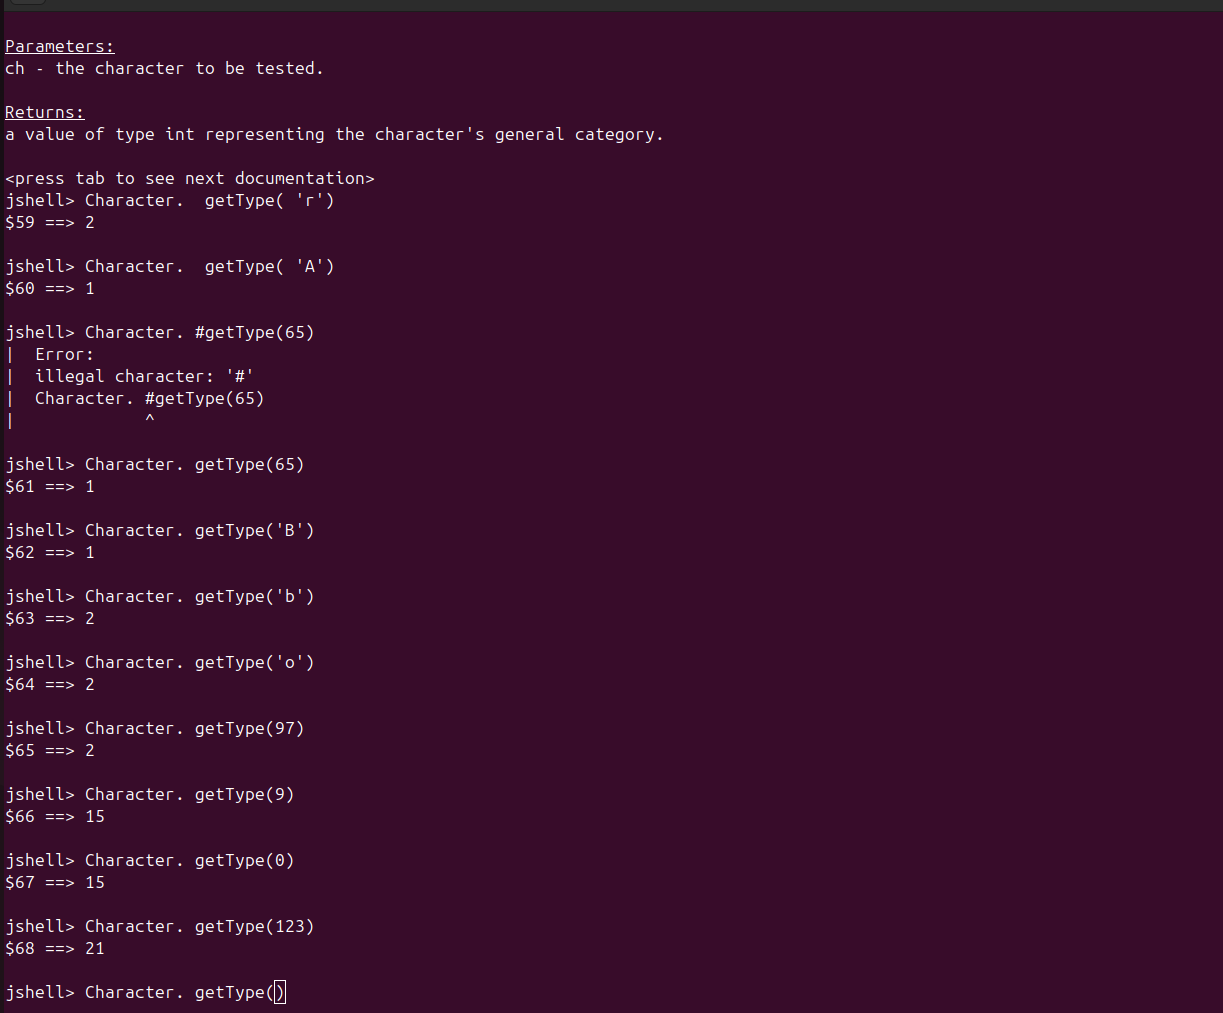 Parameters:
ch - the character to be tested.
Returns:
a value of type int representing the character's general category.
<press tab to see next documentation>
jshell> Character.  getType( 'r')
$59 ==> 2
jshell> Character.  getType( 'A')
$60 ==> 1
jshell> Character. #getType(65)
|  Error:
|  illegal character: '#'
|  Character. #getType(65)
|             ^
jshell> Character. getType(65)
$61 ==> 1
jshell> Character. getType('B')
$62 ==> 1
jshell> Character. getType('b')
$63 ==> 2
jshell> Character. getType('o')
$64 ==> 2
jshell> Character. getType(97)
$65 ==> 2
jshell> Character. getType(9)
$66 ==> 15
jshell> Character. getType(0)
$67 ==> 15
jshell> Character. getType(123)
$68 ==> 21
jshell> Character. getType()